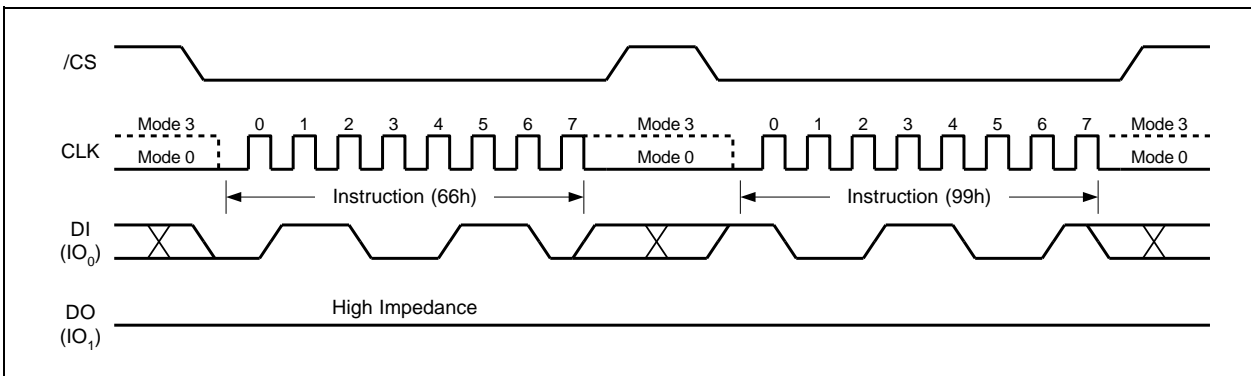 /CS
Mode 3 0 1 2 3 4 5 6 7 Mode 3 0 1 2 3 4 5 6 7 Mode 3
CLK Mode 0 Mode 0 Mode 0
Instruction (66h) Instruction (99h)
DI
(IO0)
High Impedance
DO
(IO1)